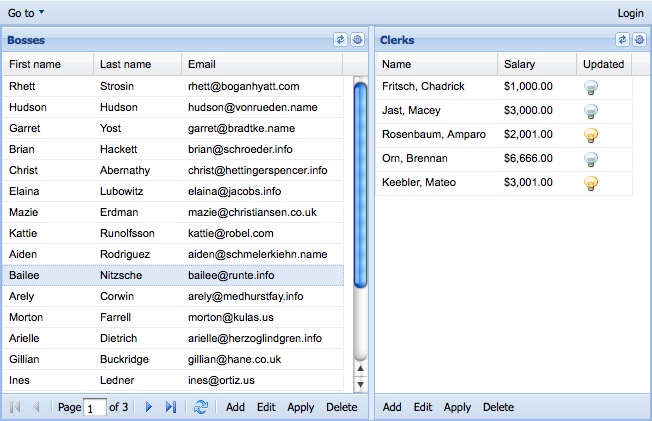 Go to Login
Bosses
First name Last name Email
Rhett Strosin rhett@boganhyatt.com
Hudson Hudson hudson@vonrueden.name
Garret Yost garret@bradtke.name
Brian Hackett brian@schroeder.info
Christ Abernathy christ@hettingerspencer.info
Elaina Lubowitz elaina@jacobs.info
Mazie Erdman mazie@christiansen.co.uk
Kattie Runolfsson kattie@robel.com
Aiden Rodriguez aiden@schmelerkiehn.name
Bailee Nitzsche bailee@runte.info
Arely Corwin arely@medhurstfay.info
Morton Farrell morton@kulas.us
Arielle Dietrich arielle@herzoglindgren.info
Gillian Buckridge gillian@hane.co.uk
Ines Ledner ines@ortiz.us
Page 1 of 3 Add Edit Apply Delete
Clerks
Name Salary Updated
Fritsch, Chadrick $1,000.00
Jast, Macey $3,000.00
Rosenbaum, Amparo $2,001.00
Orn, Brennan $6,666.00
Keebler, Mateo $3,001.00
Add Edit Apply Delete